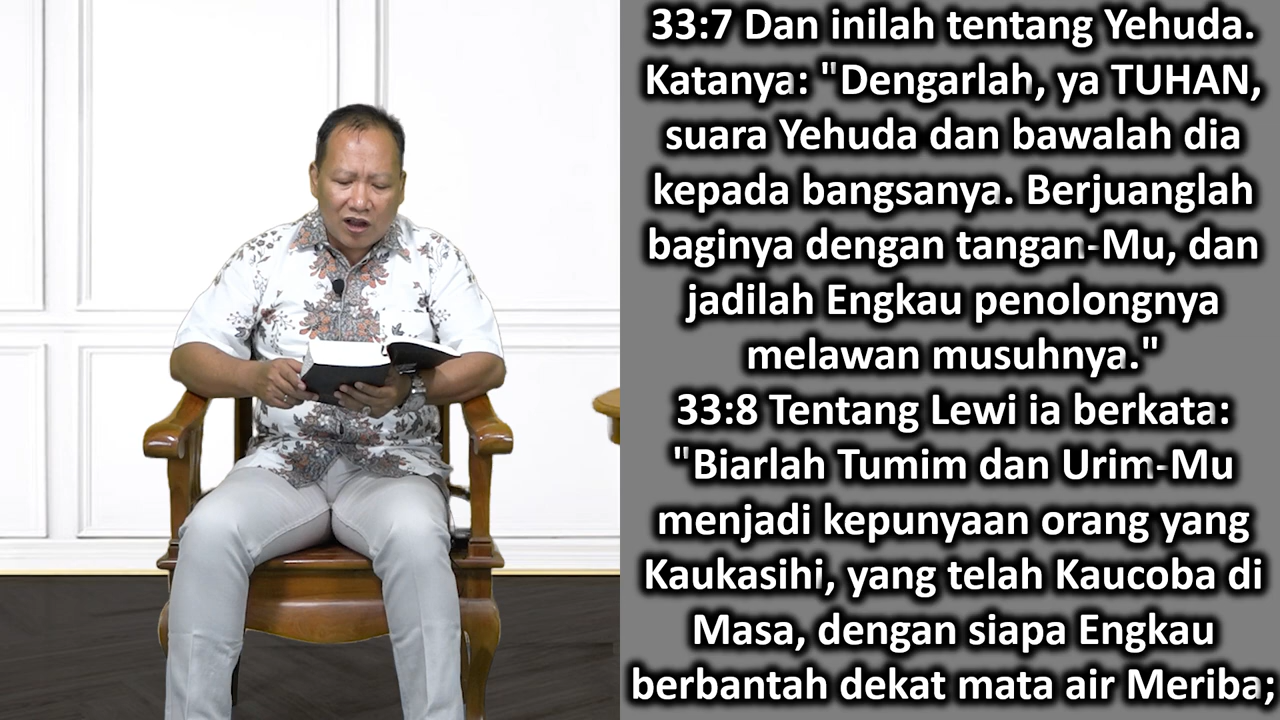 33:7 Dan inilah tentang Yehuda.
Katanya: "Dengarlah, ya TUHAN,
suara Yehuda dan bawalah dia
kepada bangsanya. Berjuanglah
baginya dengan tangan-Mu, dan
jadilah Engkau penolongnya
melawan musuhnya."
33:8 Tentang Lewi ia berkata:
"Biarlah Tumim dan Urim-Mu
menjadi kepunyaan orang yang
Kaukasihi, yang telah Kaucoba di
Masa, dengan siapa Engkau
berbantah dekat mata air Meriba;